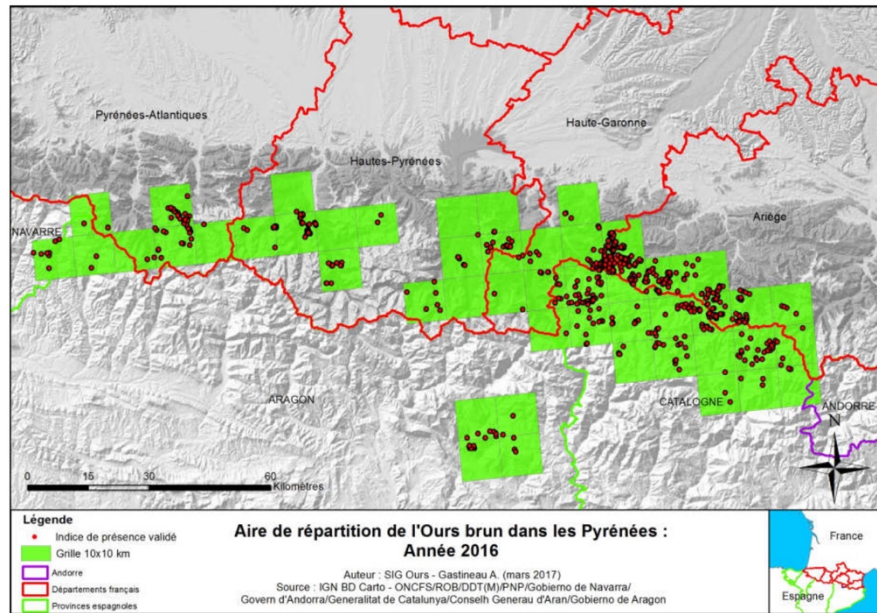 Pyrénées-Atlantiques
Haute-Garonne
Hautes-Pyrénées
Ariège
NAVARRE
ARAGON
CATALOGNE
ANDORRE
N
0 15 30 60
Kilomètres
Légende
Indice de présence validé
Grille 10x10 km
Andorre
Départements français
Provinces espagnoles
Aire de répartition de l'Ours brun dans les Pyrénées :
Année 2016
Auteur : SIG Ours - Gastineau A. (mars 2017)
Source : IGN BD Carto - ONCFS/ROB/DDT(M)/PNP/Gobierno de Navarra/
Govern d'Andorra/Generalitat de Catalunya/Conselh Generau d'Aran/Gobierno de Aragon
France
Espagne